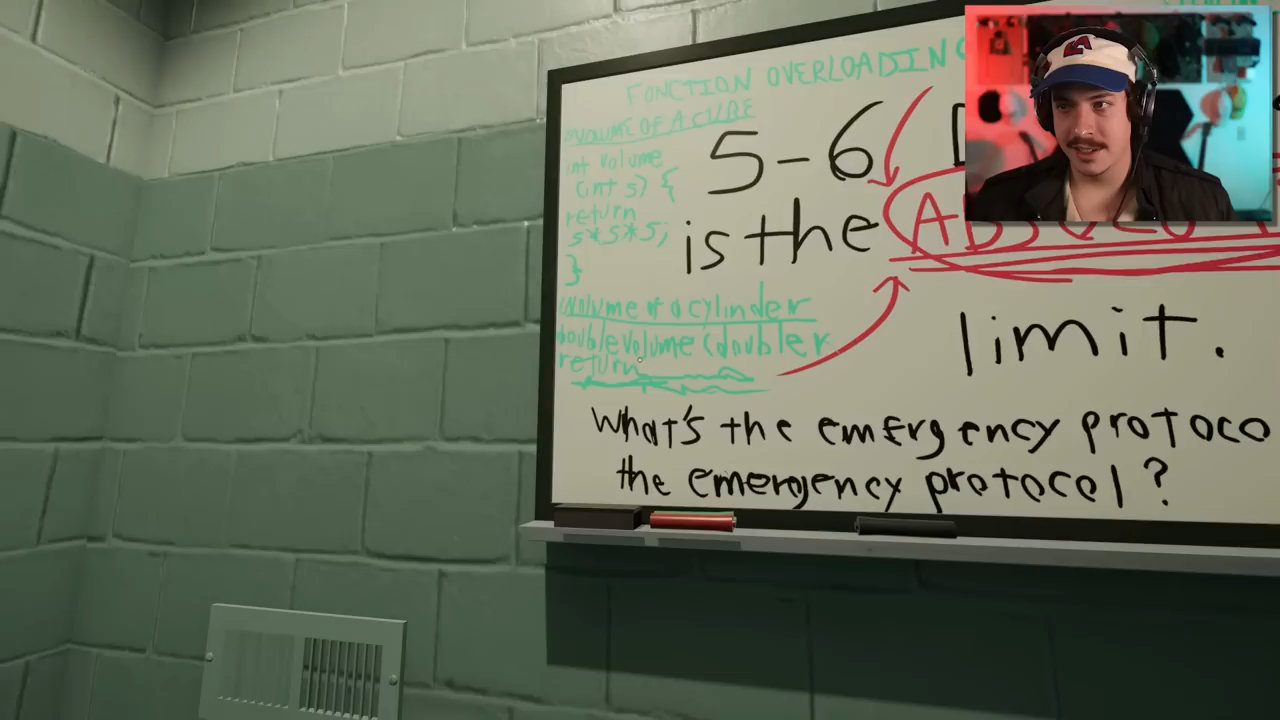 FUNCTION OVERLOADING
VOLUME OF A CUBE
int volume
(int s) {
return
s*s*s;
}
volume of a cylinder
double volume (double r
return
5-6
is the ABSOLUT
limit.
What's the emergency protoco
the emergency protocol?